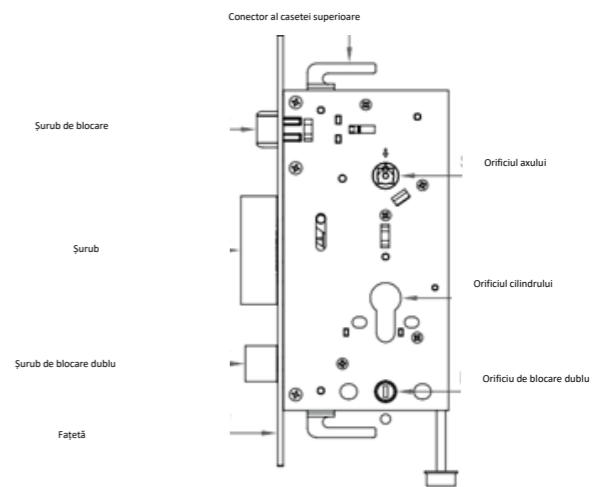 Conector al casetei superioare
Șurub de blocare
Orificiul axului
Șurub
Orificiul cilindrului
Șurub de blocare dublu
Orificiu de blocare dublu
Fațetă